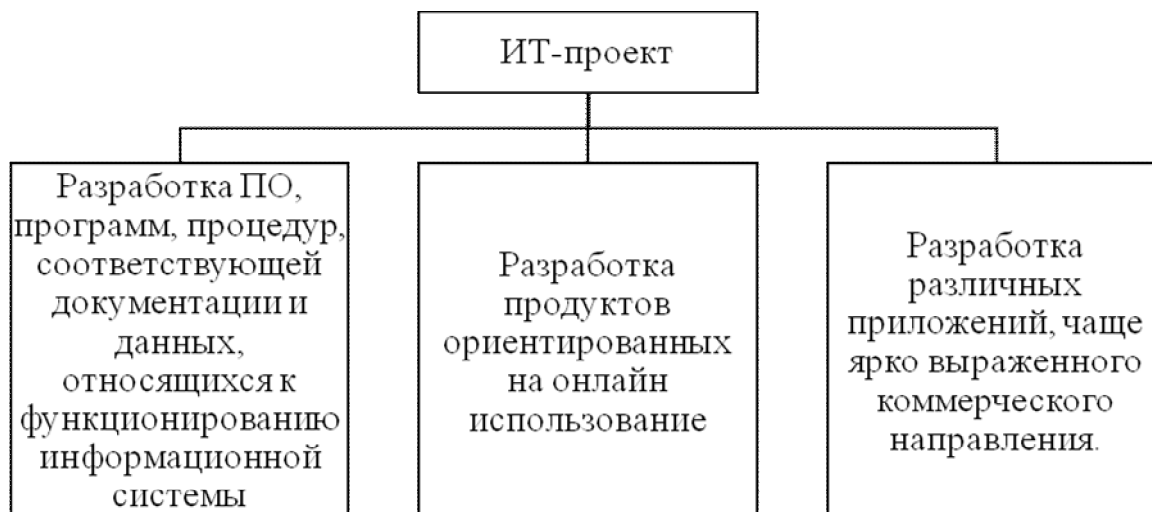 ИТ-проект
Разработка ПО,
программ, процедур,
соответствующей
документации и
данных,
относящихся к
функционированию
информационной
системы
Разработка
продуктов
ориентированных
на онлайн
использование
Разработка
различных
приложений, чаще
ярко выраженного
коммерческого
направления.